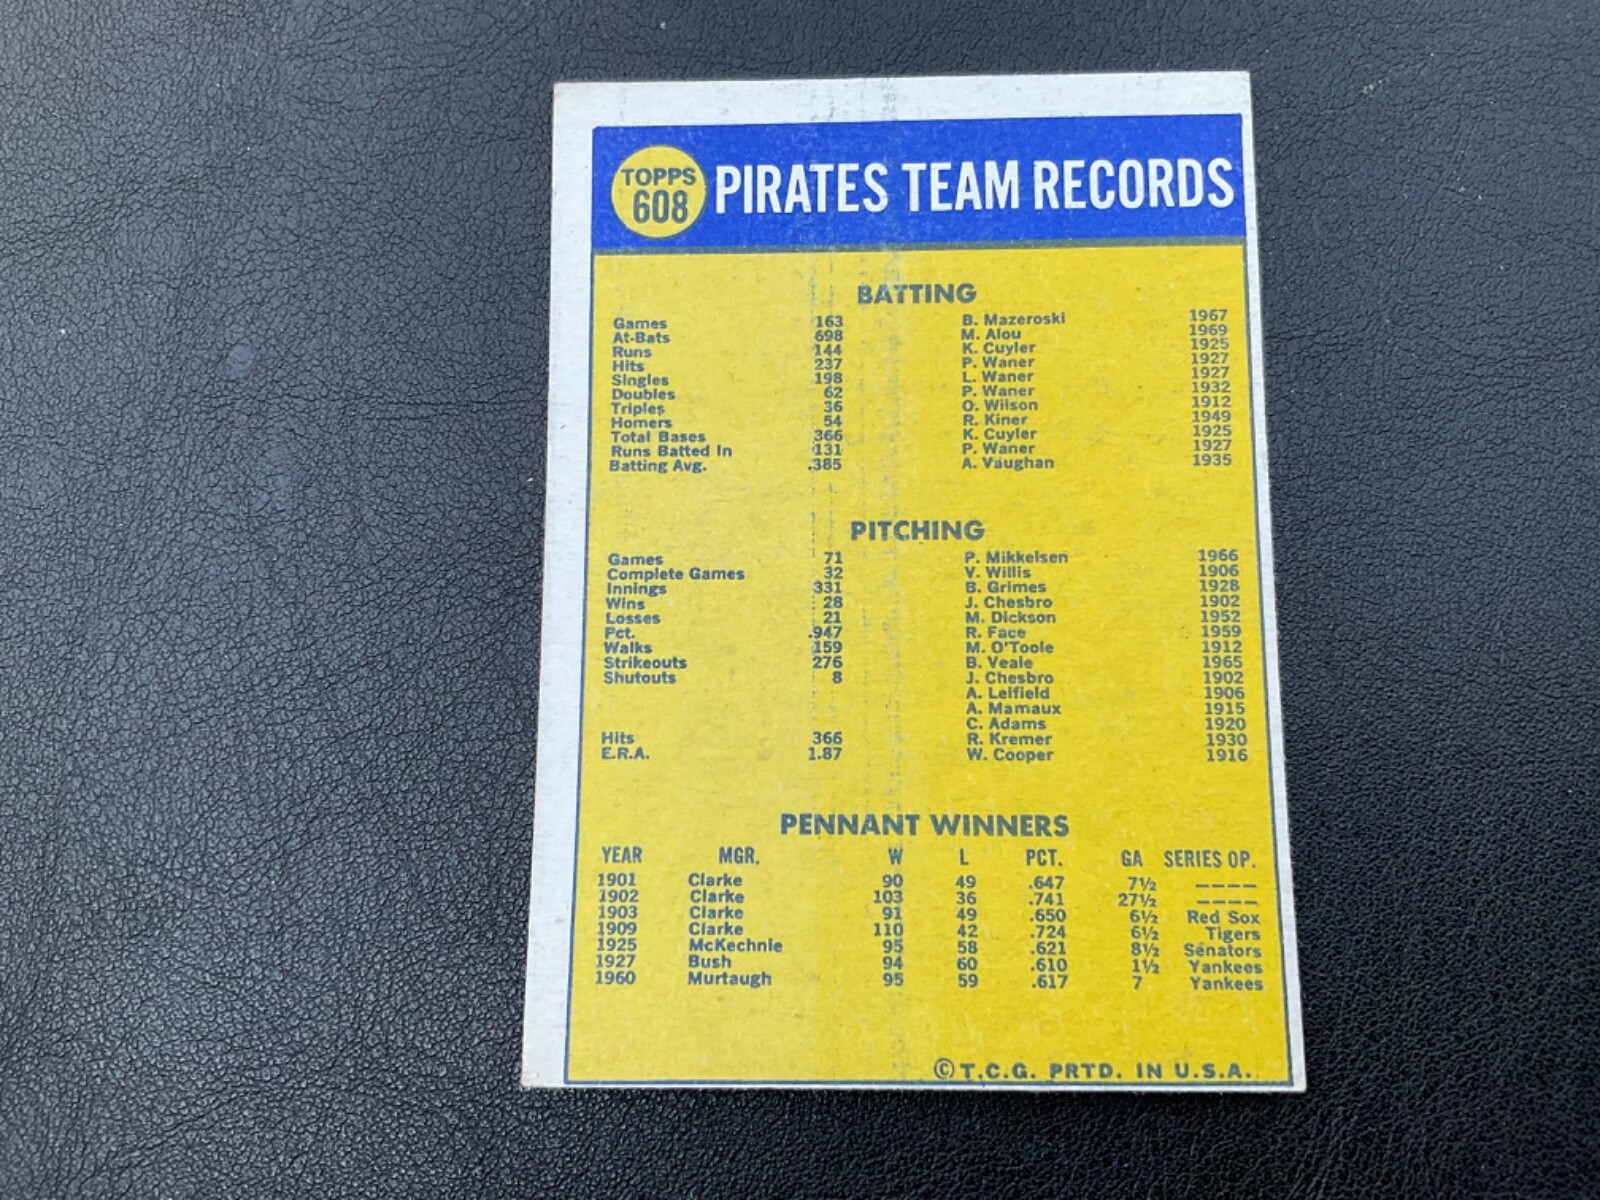 TOPPS
608
PIRATES TEAM RECORDS
BATTING
Games 163 B. Mazeroski 1967
At-Bats 698 M. Alou 1969
Runs 144 K. Cuyler 1925
Hits 237 P. Waner 1927
Singles 198 L. Waner 1927
Doubles 62 P. Waner 1932
Triples 36 O. Wilson 1912
Homers 54 R. Kiner 1949
Total Bases 366 K. Cuyler 1925
Runs Batted In 131 P. Waner 1927
Batting Avg. .385 A. Vaughan 1935
PITCHING
Games 71 P. Mikkelsen 1966
Complete Games 32 V. Willis 1906
Innings 331 B. Grimes 1928
Wins 28 J. Chesbro 1902
Losses 21 M. Dickson 1952
Pct. .947 R. Face 1959
Walks 159 M. O'Toole 1912
Strikeouts 276 B. Veale 1965
Shutouts 8 J. Chesbro 1902
A. Leifield 1906
A. Mamaux 1915
C. Adams 1920
Hits 366 R. Kremer 1930
E.R.A. 1.87 W. Cooper 1916
PENNANT WINNERS
YEAR MGR. W L PCT. GA SERIES OP.
1901 Clarke 90 49 .647 7½ ----
1902 Clarke 103 36 .741 27½ ----
1903 Clarke 91 49 .650 6½ Red Sox
1909 Clarke 110 42 .724 6½ Tigers
1925 McKechnie 95 58 .621 8½ Senators
1927 Bush 94 60 .610 1½ Yankees
1960 Murtaugh 95 59 .617 7 Yankees
©T.C.G. PRTD. IN U.S.A.